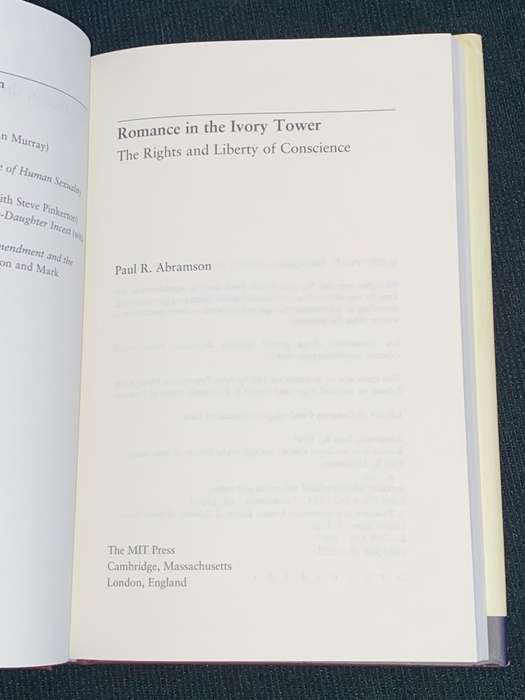 n
n Murray)
of Human Sexuality
ith Steve Pinkerton)
-Daughter Incest (with
mendment and the
on and Mark
Romance in the Ivory Tower
The Rights and Liberty of Conscience
Paul R. Abramson
The MIT Press
Cambridge, Massachusetts
London, England